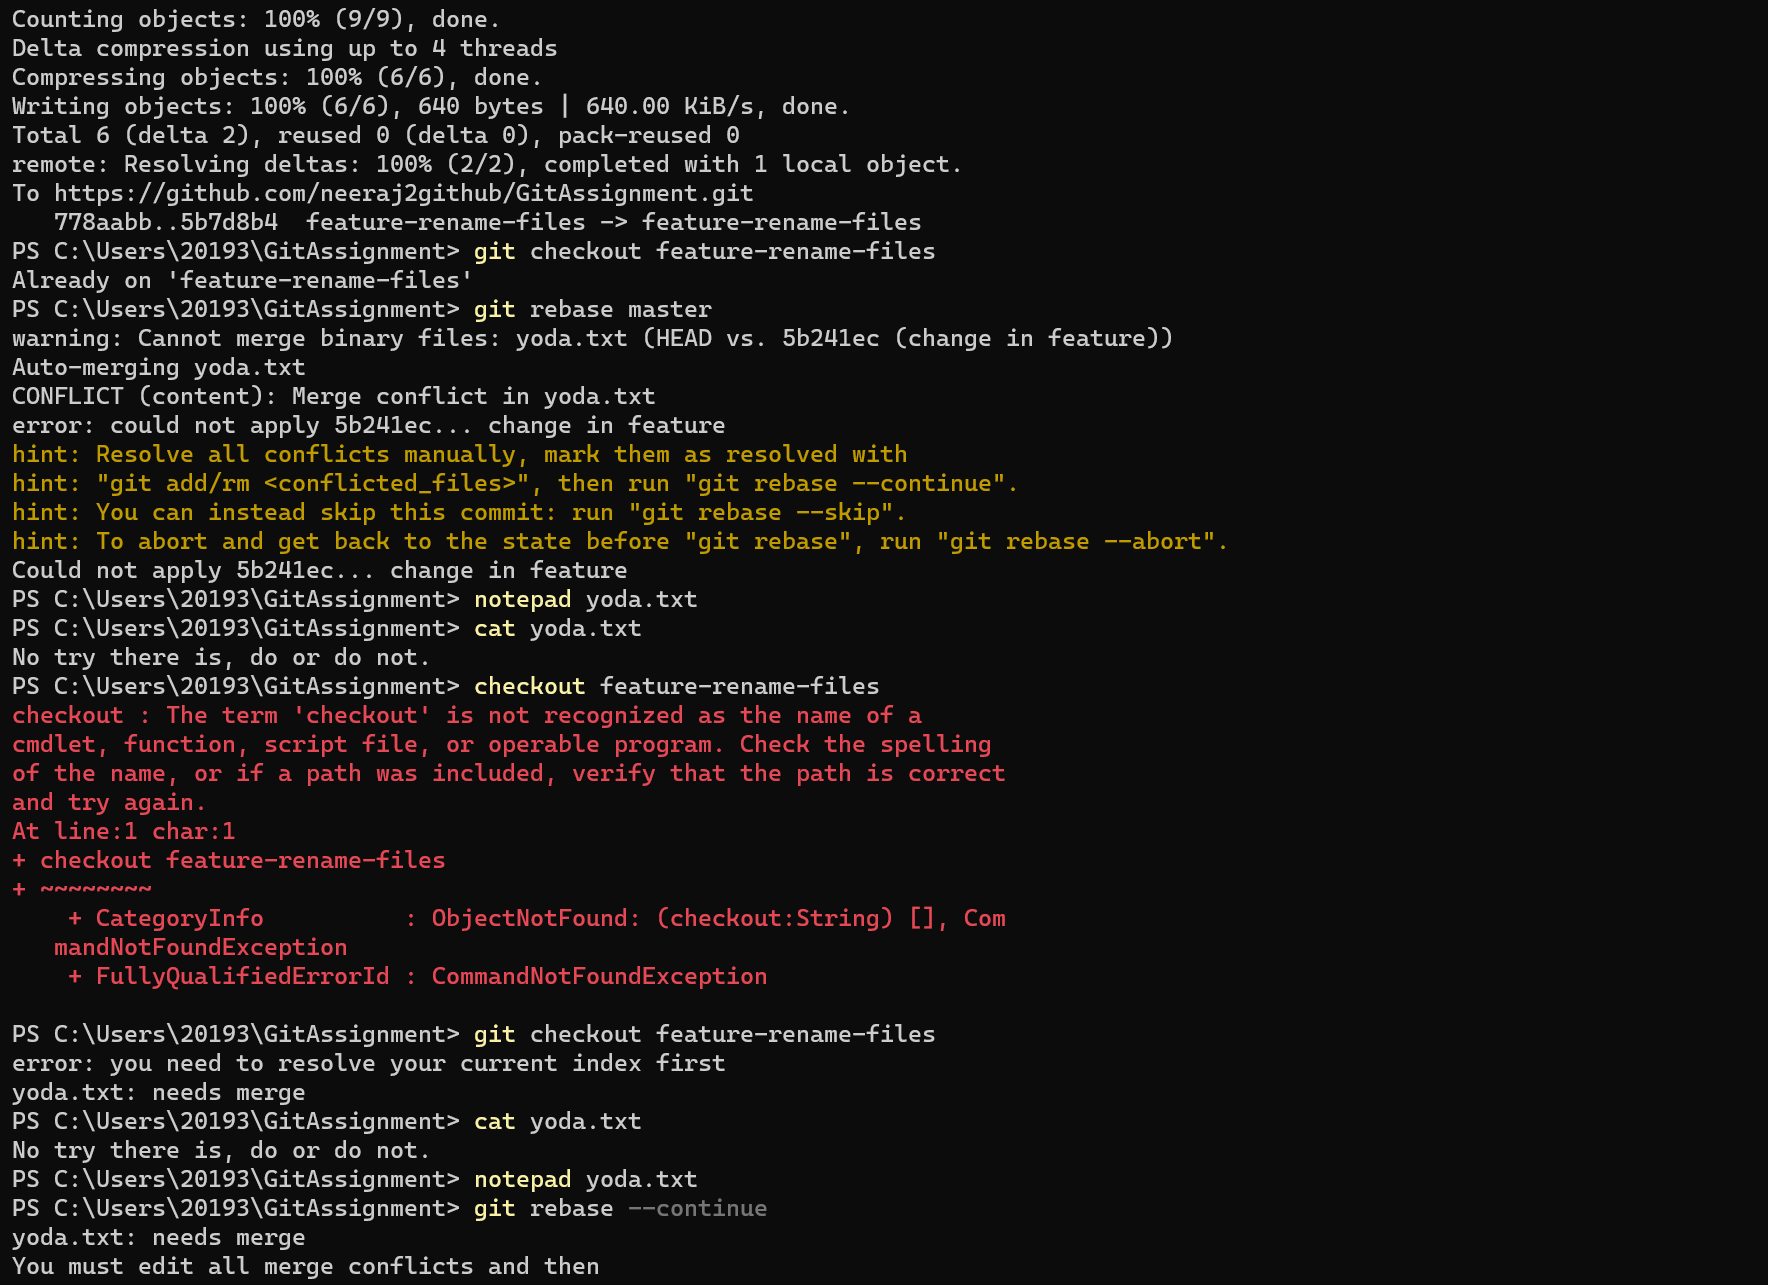 Counting objects: 100% (9/9), done.
Delta compression using up to 4 threads
Compressing objects: 100% (6/6), done.
Writing objects: 100% (6/6), 640 bytes | 640.00 KiB/s, done.
Total 6 (delta 2), reused 0 (delta 0), pack-reused 0
remote: Resolving deltas: 100% (2/2), completed with 1 local object.
To https://github.com/neeraj2github/GitAssignment.git
   778aabb..5b7d8b4  feature-rename-files -> feature-rename-files
PS C:\Users\20193\GitAssignment> git checkout feature-rename-files
Already on 'feature-rename-files'
PS C:\Users\20193\GitAssignment> git rebase master
warning: Cannot merge binary files: yoda.txt (HEAD vs. 5b241ec (change in feature))
Auto-merging yoda.txt
CONFLICT (content): Merge conflict in yoda.txt
error: could not apply 5b241ec... change in feature
hint: Resolve all conflicts manually, mark them as resolved with
hint: "git add/rm <conflicted_files>", then run "git rebase --continue".
hint: You can instead skip this commit: run "git rebase --skip".
hint: To abort and get back to the state before "git rebase", run "git rebase --abort".
Could not apply 5b241ec... change in feature
PS C:\Users\20193\GitAssignment> notepad yoda.txt
PS C:\Users\20193\GitAssignment> cat yoda.txt
No try there is, do or do not.
PS C:\Users\20193\GitAssignment> checkout feature-rename-files
checkout : The term 'checkout' is not recognized as the name of a
cmdlet, function, script file, or operable program. Check the spelling
of the name, or if a path was included, verify that the path is correct
and try again.
At line:1 char:1
+ checkout feature-rename-files
+ ~~~~~~~~
    + CategoryInfo          : ObjectNotFound: (checkout:String) [], Com
   mandNotFoundException
    + FullyQualifiedErrorId : CommandNotFoundException
PS C:\Users\20193\GitAssignment> git checkout feature-rename-files
error: you need to resolve your current index first
yoda.txt: needs merge
PS C:\Users\20193\GitAssignment> cat yoda.txt
No try there is, do or do not.
PS C:\Users\20193\GitAssignment> notepad yoda.txt
PS C:\Users\20193\GitAssignment> git rebase --continue
yoda.txt: needs merge
You must edit all merge conflicts and then